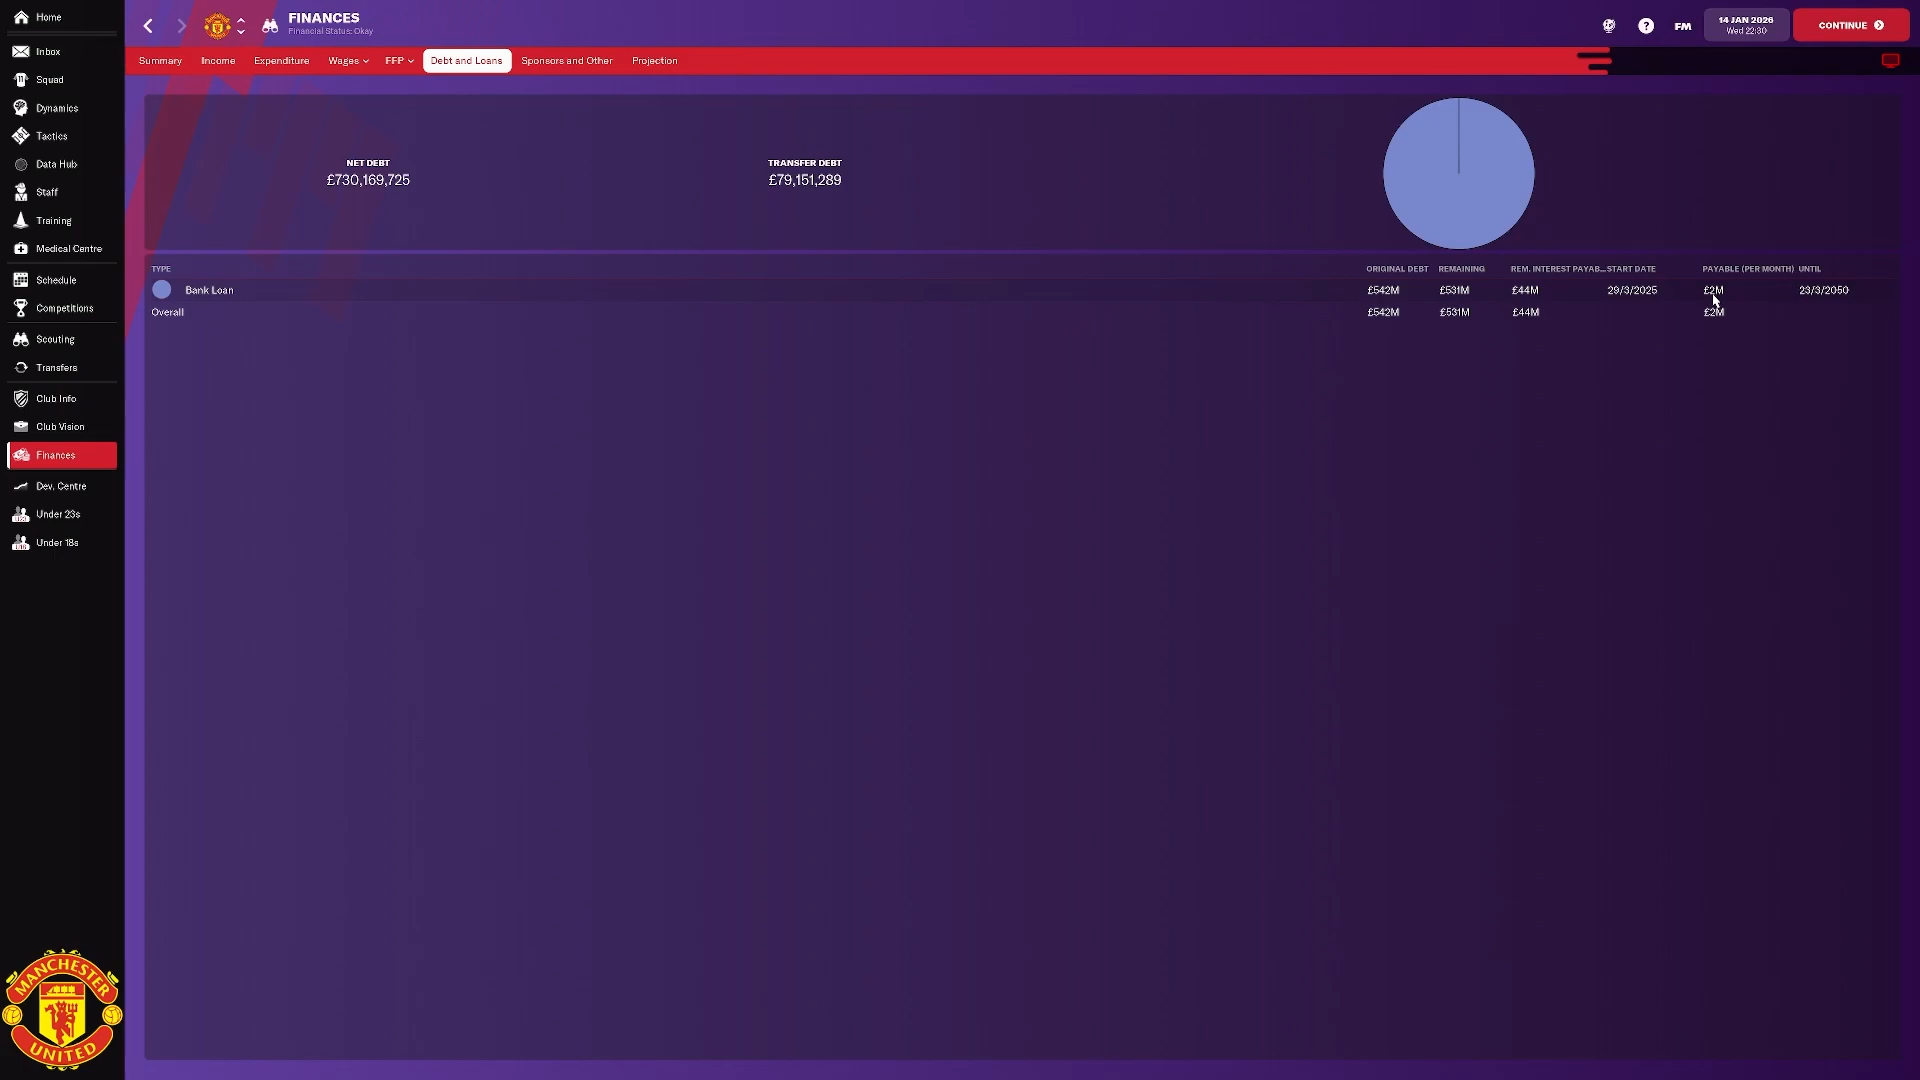 Home
Inbox
Squad
Dynamics
Tactics
Data Hub
Staff
Training
Medical Centre
Schedule
Competitions
Scouting
Transfers
Club Info
Club Vision
Finances
Dev. Centre
Under 23s
Under 18s
MANCHESTER
UNITED
FINANCES
Financial Status: Okay
FM
14 JAN 2026
Wed 22:30
CONTINUE
Summary Income Expenditure Wages FFP Debt and Loans Sponsors and Other Projection
NET DEBT TRANSFER DEBT
£730,169,725 £79,151,289
TYPE ORIGINAL DEBT REMAINING REM. INTEREST PAYAB... START DATE PAYABLE (PER MONTH) UNTIL
Bank Loan £542M £531M £44M 29/3/2025 £2M 23/3/2050
Overall £542M £531M £44M £2M